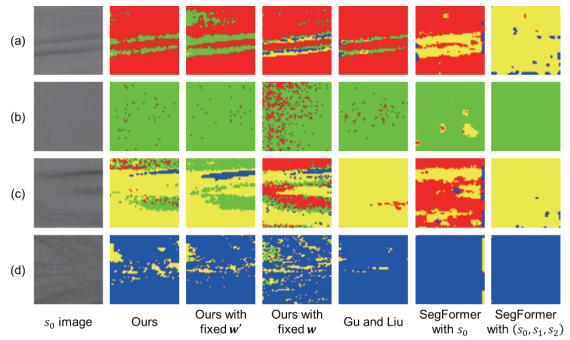 (a)
(b)
(c)
(d)
s₀ image
Ours
Ours with
fixed w′
Ours with
fixed w
Gu and Liu
SegFormer
with s₀
SegFormer
with (s₀, s₁, s₂)